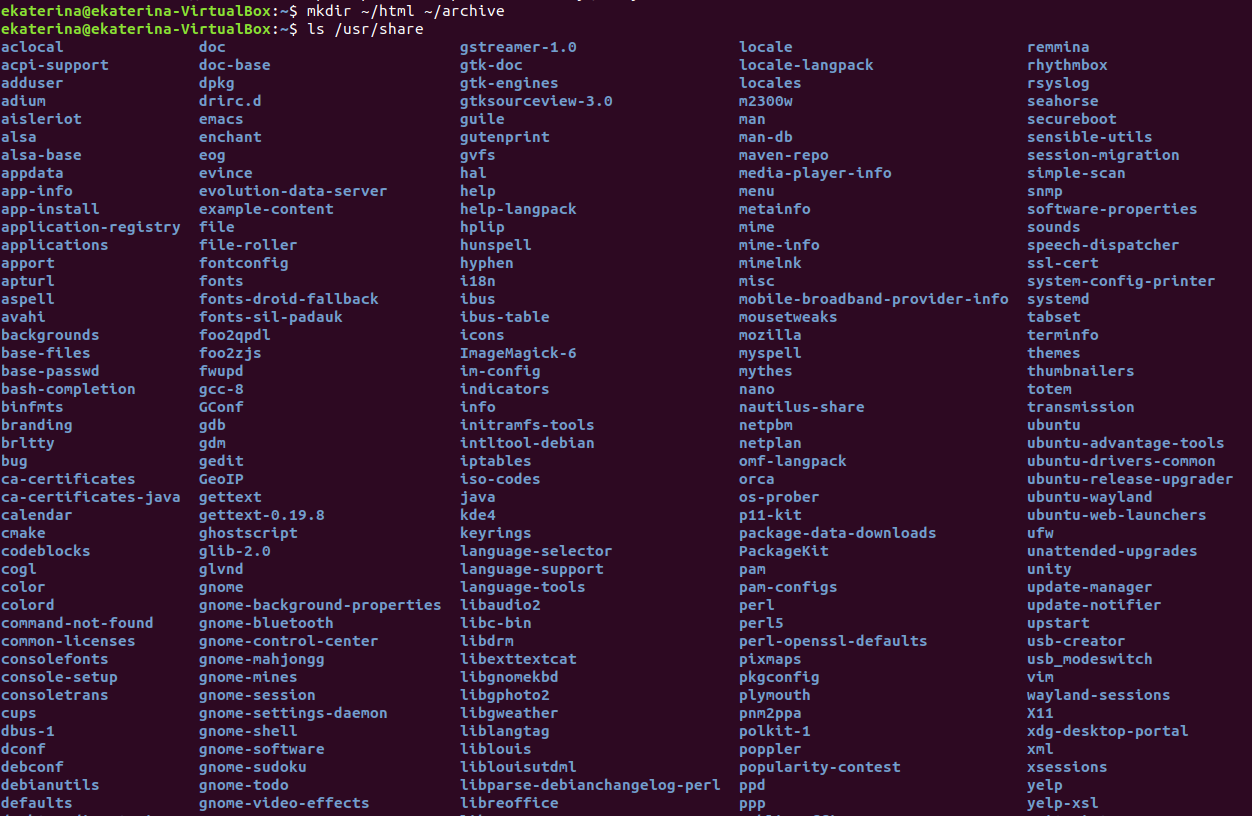 ekaterina@ekaterina-VirtualBox:~$ mkdir ~/html ~/archive
ekaterina@ekaterina-VirtualBox:~$ ls /usr/share
aclocal doc gstreamer-1.0 locale remmina
acpi-support doc-base gtk-doc locale-langpack rhythmbox
adduser dpkg gtk-engines locales rsyslog
adium drirc.d gtksourceview-3.0 m2300w seahorse
aisleriot emacs guile man secureboot
alsa enchant gutenprint man-db sensible-utils
alsa-base eog gvfs maven-repo session-migration
appdata evince hal media-player-info simple-scan
app-info evolution-data-server help menu snmp
app-install example-content help-langpack metainfo software-properties
application-registry file hplip mime sounds
applications file-roller hunspell mime-info speech-dispatcher
apport fontconfig hyphen mimelnk ssl-cert
apturl fonts i18n misc system-config-printer
aspell fonts-droid-fallback ibus mobile-broadband-provider-info systemd
avahi fonts-sil-padauk ibus-table mousetweaks tabset
backgrounds foo2qpdl icons mozilla terminfo
base-files foo2zjs ImageMagick-6 myspell themes
base-passwd fwupd im-config mythes thumbnailers
bash-completion gcc-8 indicators nano totem
binfmts GConf info nautilus-share transmission
branding gdb initramfs-tools netpbm ubuntu
brltty gdm intltool-debian netplan ubuntu-advantage-tools
bug gedit iptables omf-langpack ubuntu-drivers-common
ca-certificates GeoIP iso-codes orca ubuntu-release-upgrader
ca-certificates-java gettext java os-prober ubuntu-wayland
calendar gettext-0.19.8 kde4 p11-kit ubuntu-web-launchers
cmake ghostscript keyrings package-data-downloads ufw
codeblocks glib-2.0 language-selector PackageKit unattended-upgrades
cogl glvnd language-support pam unity
color gnome language-tools pam-configs update-manager
colord gnome-background-properties libaudio2 perl update-notifier
command-not-found gnome-bluetooth libc-bin perl5 upstart
common-licenses gnome-control-center libdrm perl-openssl-defaults usb-creator
consolefonts gnome-mahjongg libexttextcat pixmaps usb_modeswitch
console-setup gnome-mines libgnomekbd pkgconfig vim
consoletrans gnome-session libgphoto2 plymouth wayland-sessions
cups gnome-settings-daemon libgweather pnm2ppa X11
dbus-1 gnome-shell liblangtag polkit-1 xdg-desktop-portal
dconf gnome-software liblouis poppler xml
debconf gnome-sudoku liblouisutdml popularity-contest xsessions
debianutils gnome-todo libparse-debianchangelog-perl ppd yelp
defaults gnome-video-effects libreoffice ppp yelp-xsl